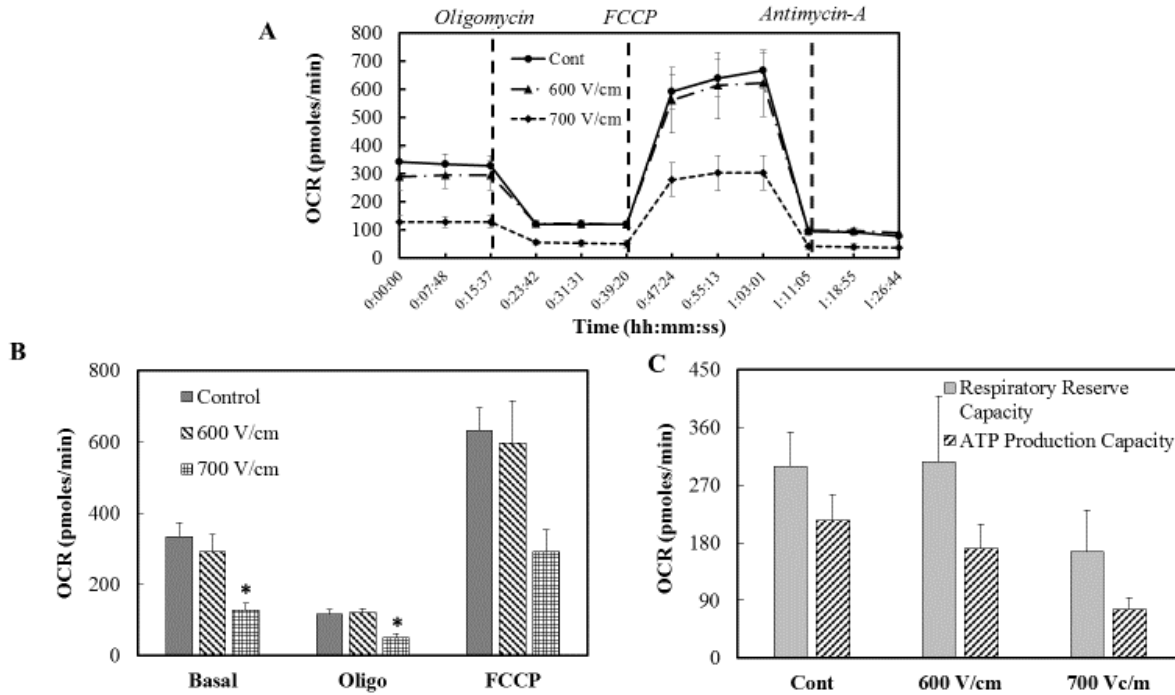 Oligomycin FCCP Antimycin-A
A
OCR (pmoles/min)
800
700
600
500
400
300
200
100
0
Cont
600 V/cm
700 V/cm
0:00:00
0:07:48
0:15:37
0:23:42
0:31:31
0:39:20
0:47:24
0:55:13
1:03:01
1:11:05
1:18:55
1:26:44
Time (hh:mm:ss)
B
OCR (pmoles/min)
800
600
400
200
0
Control
600 V/cm
700 V/cm
*
*
Basal Oligo FCCP
C
OCR (pmoles/min)
450
360
270
180
90
0
Respiratory Reserve
Capacity
ATP Production Capacity
Cont 600 V/cm 700 Vc/m